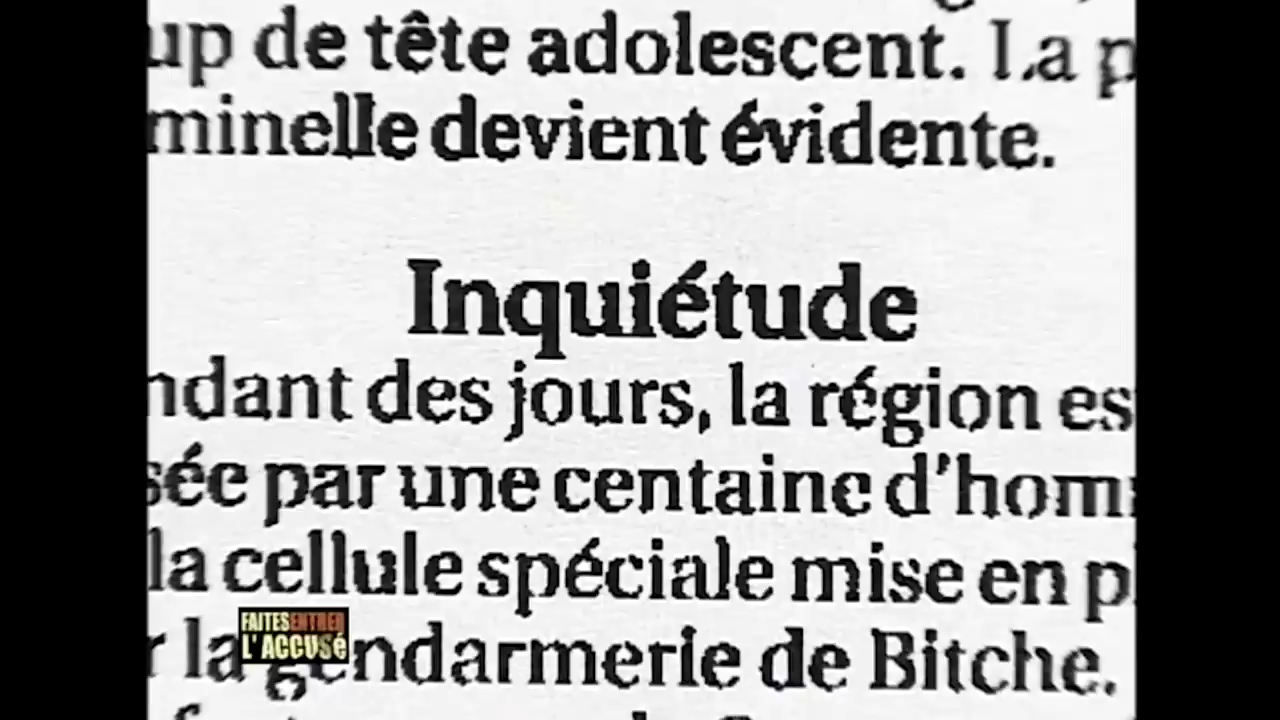 up de tête adolescent. La p
minelle devient évidente.
Inquiétude
ndant des jours, la région es
sée par une centaine d'hom
la cellule spéciale mise en p
r la gendarmerie de Bitche.
FAITES ENTRER
L'ACCUSé